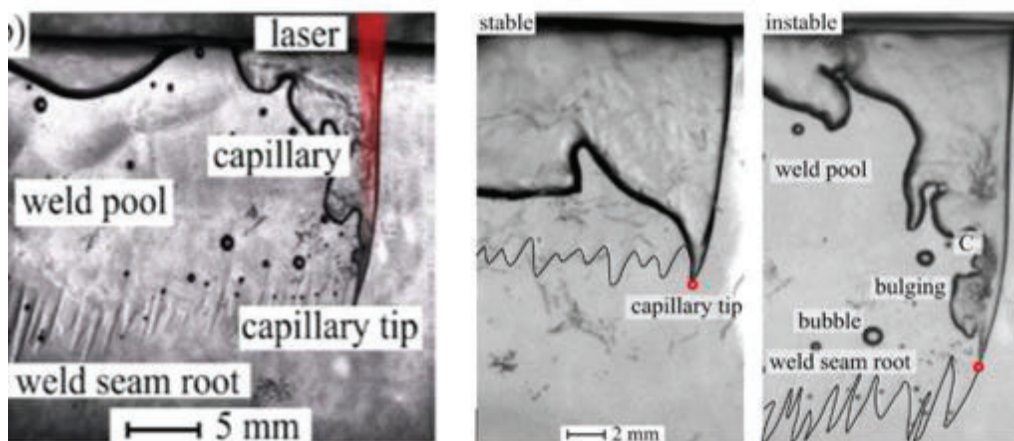 )
laser
capillary
weld pool
capillary tip
weld seam root
5 mm
stable
capillary tip
2 mm
instable
weld pool
C
bulging
bubble
weld seam root